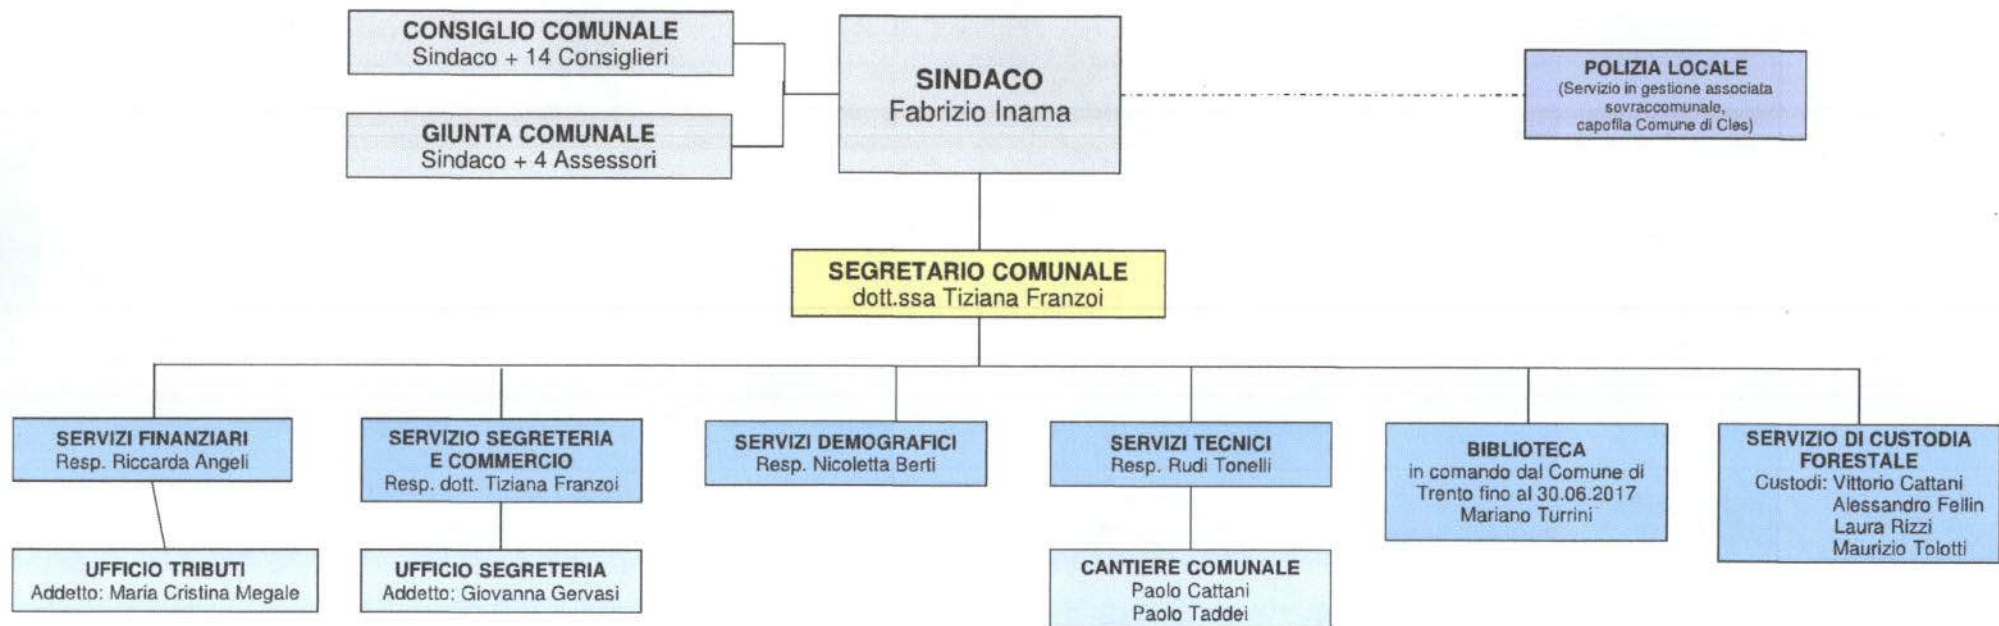 CONSIGLIO COMUNALE
Sindaco + 14 Consiglieri
GIUNTA COMUNALE
Sindaco + 4 Assessori
SINDACO
Fabrizio Inama
POLIZIA LOCALE
(Servizio in gestione associata
sovraccomunale,
capofila Comune di Cles)
SEGRETARIO COMUNALE
dott.ssa Tiziana Franzoi
SERVIZI FINANZIARI
Resp. Riccarda Angeli
SERVIZIO SEGRETERIA
E COMMERCIO
Resp. dott. Tiziana Franzoi
SERVIZI DEMOGRAFICI
Resp. Nicoletta Berti
SERVIZI TECNICI
Resp. Rudi Tonelli
BIBLIOTECA
in comando dal Comune di
Trento fino al 30.06.2017
Mariano Turrini
SERVIZIO DI CUSTODIA
FORESTALE
Custodi: Vittorio Cattani
Alessandro Fellin
Laura Rizzi
Maurizio Tolotti
UFFICIO TRIBUTI
Addetto: Maria Cristina Megale
UFFICIO SEGRETERIA
Addetto: Giovanna Gervasi
CANTIERE COMUNALE
Paolo Cattani
Paolo Taddei